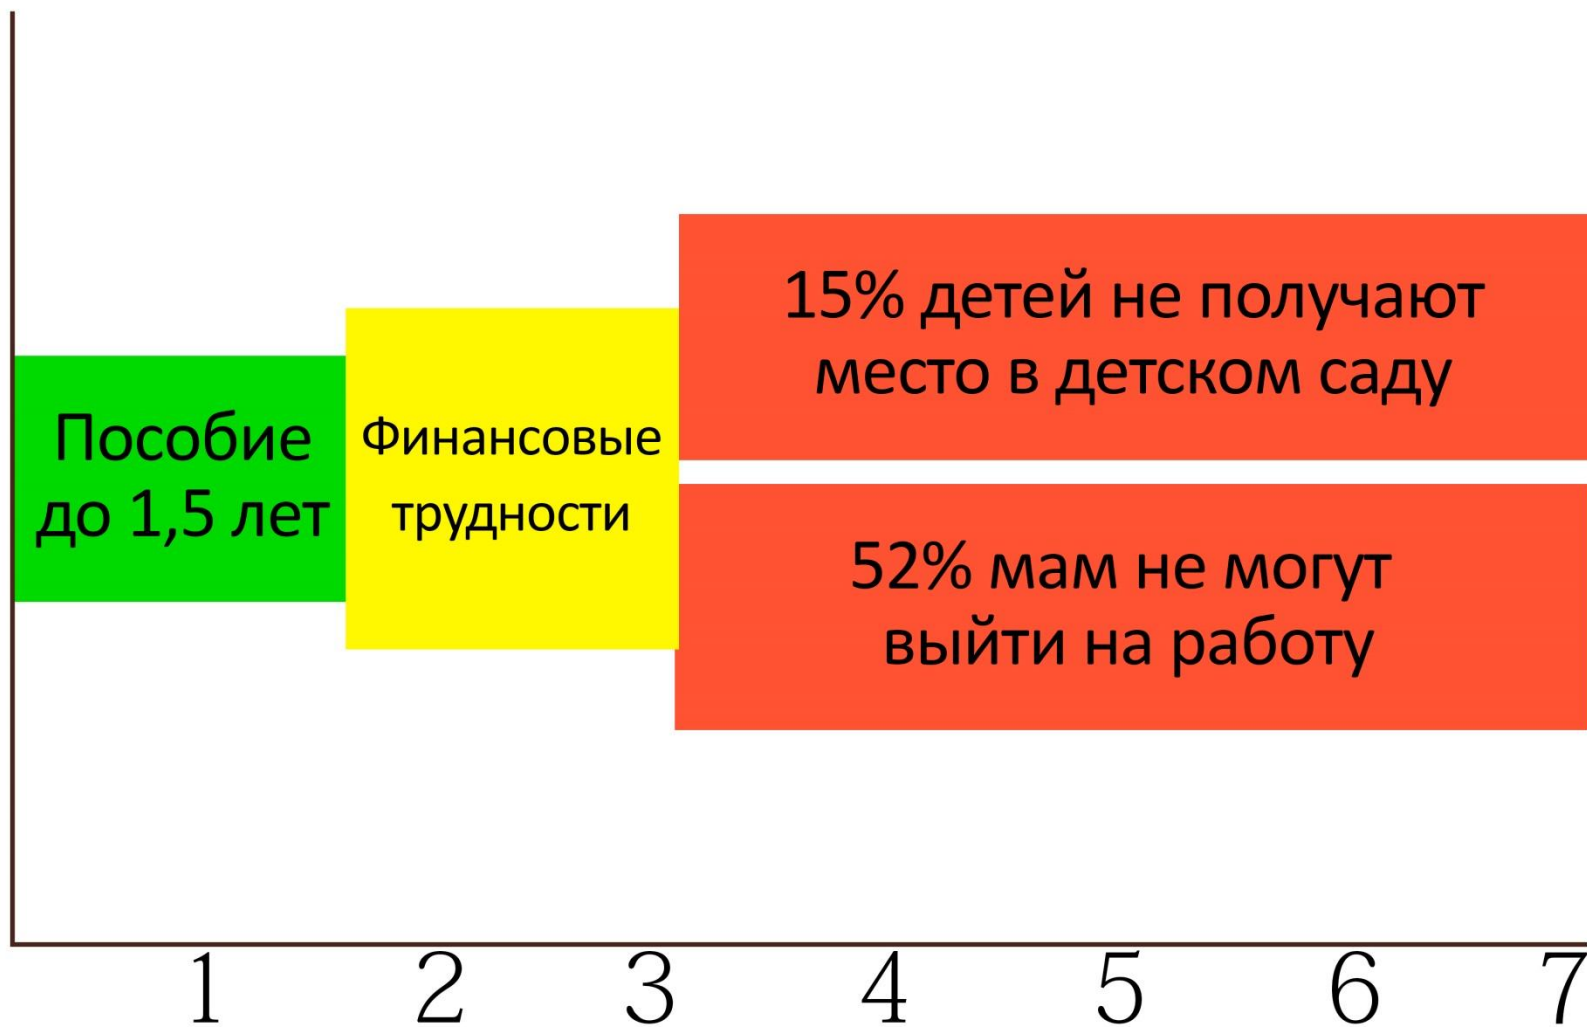 Пособие
до 1,5 лет
Финансовые
трудности
15% детей не получают
место в детском саду
52% мам не могут
выйти на работу
1 2 3 4 5 6 7